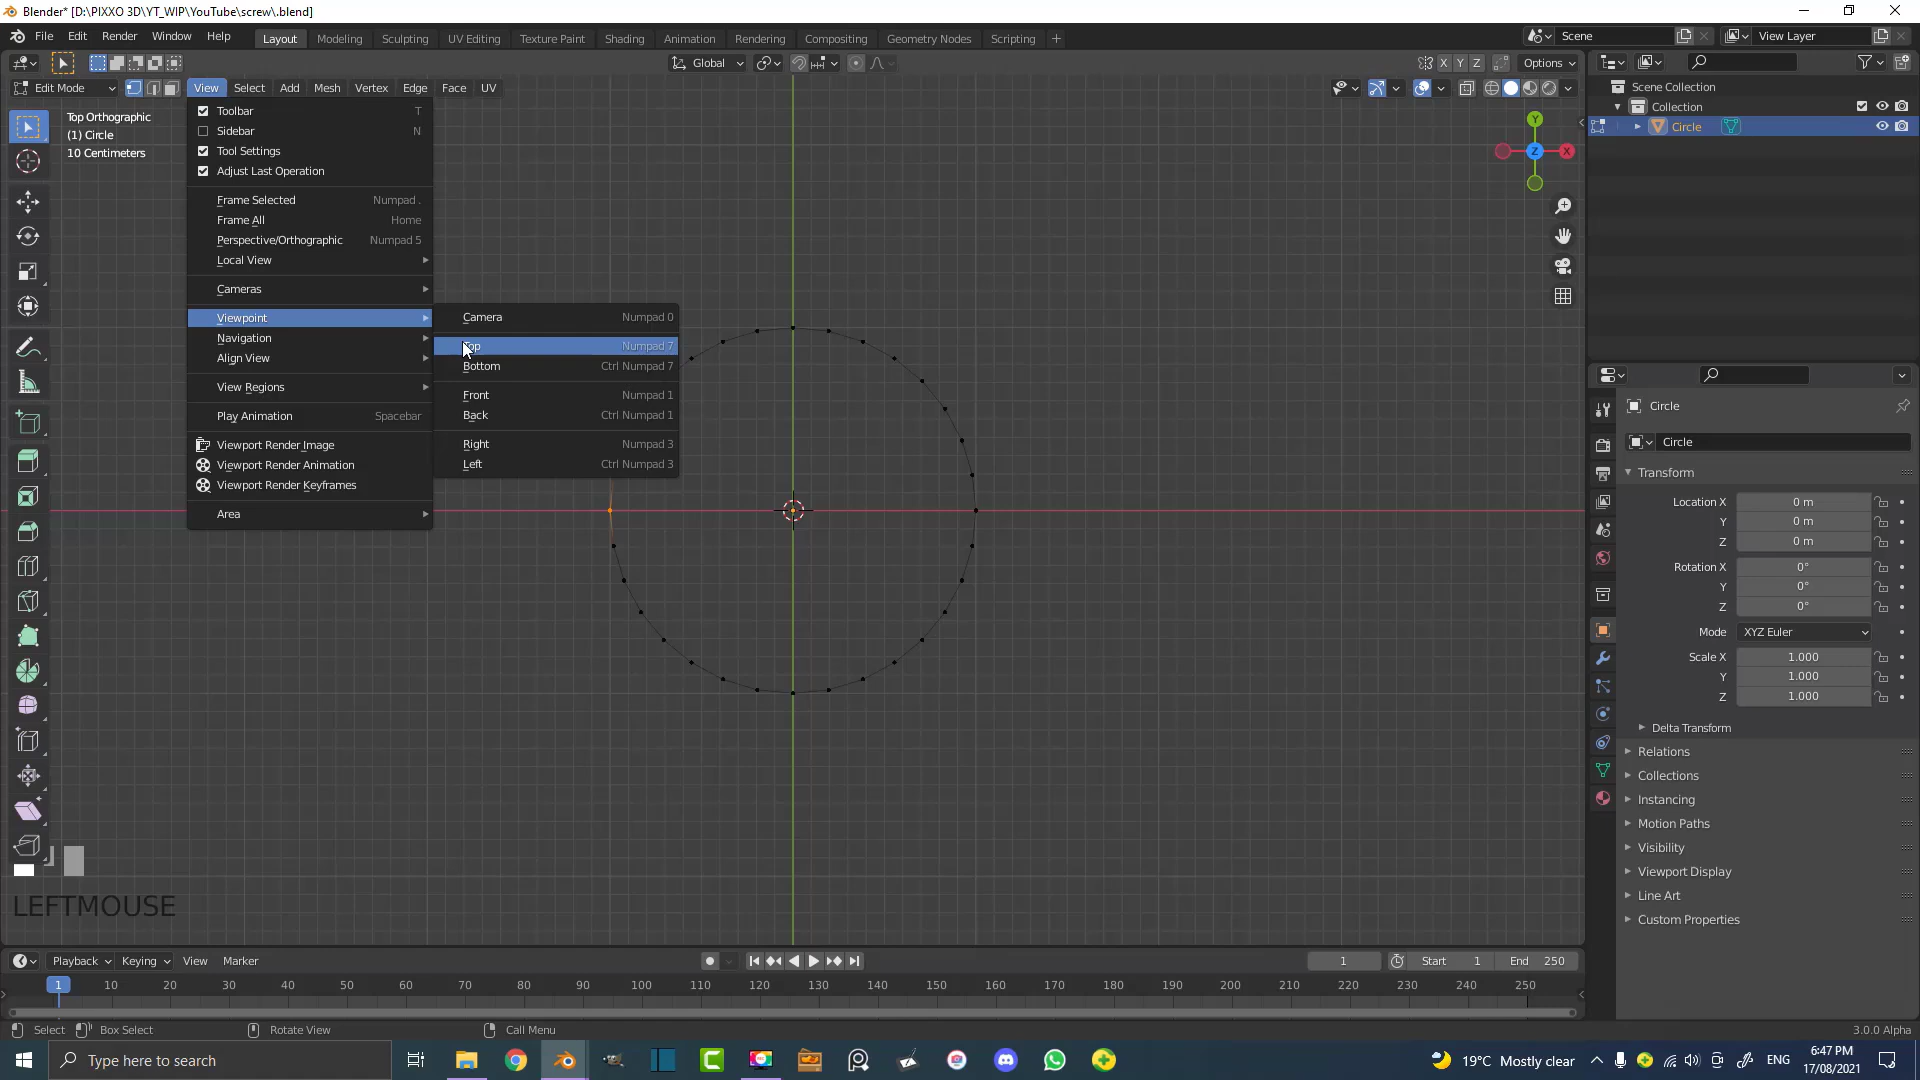 Blender* [D:\PIXXO 3D\YT_WIP\YouTube\screw\.blend]
File Edit Render Window Help Layout Modeling Sculpting UV Editing Texture Paint Shading Animation Rendering Compositing Geometry Nodes Scripting + Scene View Layer
Global X Y Z Options
Edit Mode View Select Add Mesh Vertex Edge Face UV
Top Orthographic
(1) Circle
10 Centimeters
Toolbar T
Sidebar N
Tool Settings
Adjust Last Operation
Frame Selected Numpad .
Frame All Home
Perspective/Orthographic Numpad 5
Local View
Cameras
Viewpoint
Navigation
Align View
View Regions
Play Animation Spacebar
Viewport Render Image
Viewport Render Animation
Viewport Render Keyframes
Area
Camera Numpad 0
Numpad 7
Bottom Ctrl Numpad 7
Front Numpad 1
Back Ctrl Numpad 1
Right Numpad 3
Left Ctrl Numpad 3
Y
Z X
Scene Collection
Collection
Circle
Circle
Circle
Transform
Location X 0 m
Y 0 m
Z 0 m
Rotation X 0°
Y 0°
Z 0°
Mode XYZ Euler
Scale X 1.000
Y 1.000
Z 1.000
Delta Transform
Relations
Collections
Instancing
Motion Paths
Visibility
Viewport Display
Line Art
Custom Properties
LEFTMOUSE
Playback Keying View Marker 1 Start 1 End 250
1 10 20 30 40 50 60 70 80 90 100 110 120 130 140 150 160 170 180 190 200 210 220 230 240 250
Select Box Select Rotate View Call Menu 3.0.0 Alpha
Type here to search 19°C Mostly clear ENG 6:47 PM
17/08/2021